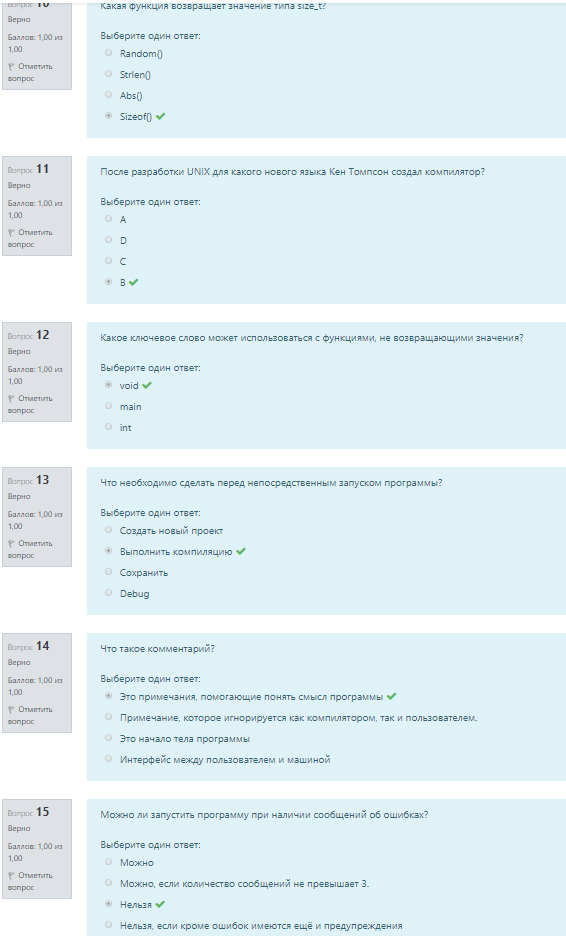 Вопрос 10
Верно
Баллов: 1,00 из
1,00
Отметить
вопрос
Какая функция возвращает значение типа size_t?
Выберите один ответ:
Random()
Strlen()
Abs()
Sizeof()
Вопрос 11
Верно
Баллов: 1,00 из
1,00
Отметить
вопрос
После разработки UNIX для какого нового языка Кен Томпсон создал компилятор?
Выберите один ответ:
A
D
C
B
Вопрос 12
Верно
Баллов: 1,00 из
1,00
Отметить
вопрос
Какое ключевое слово может использоваться с функциями, не возвращающими значения?
Выберите один ответ:
void
main
int
Вопрос 13
Верно
Баллов: 1,00 из
1,00
Отметить
вопрос
Что необходимо сделать перед непосредственным запуском программы?
Выберите один ответ:
Создать новый проект
Выполнить компиляцию
Сохранить
Debug
Вопрос 14
Верно
Баллов: 1,00 из
1,00
Отметить
вопрос
Что такое комментарий?
Выберите один ответ:
Это примечания, помогающие понять смысл программы
Примечание, которое игнорируется как компилятором, так и пользователем.
Это начало тела программы
Интерфейс между пользователем и машиной
Вопрос 15
Верно
Баллов: 1,00 из
1,00
Отметить
вопрос
Можно ли запустить программу при наличии сообщений об ошибках?
Выберите один ответ:
Можно
Можно, если количество сообщений не превышает 3.
Нельзя
Нельзя, если кроме ошибок имеются ещё и предупреждения